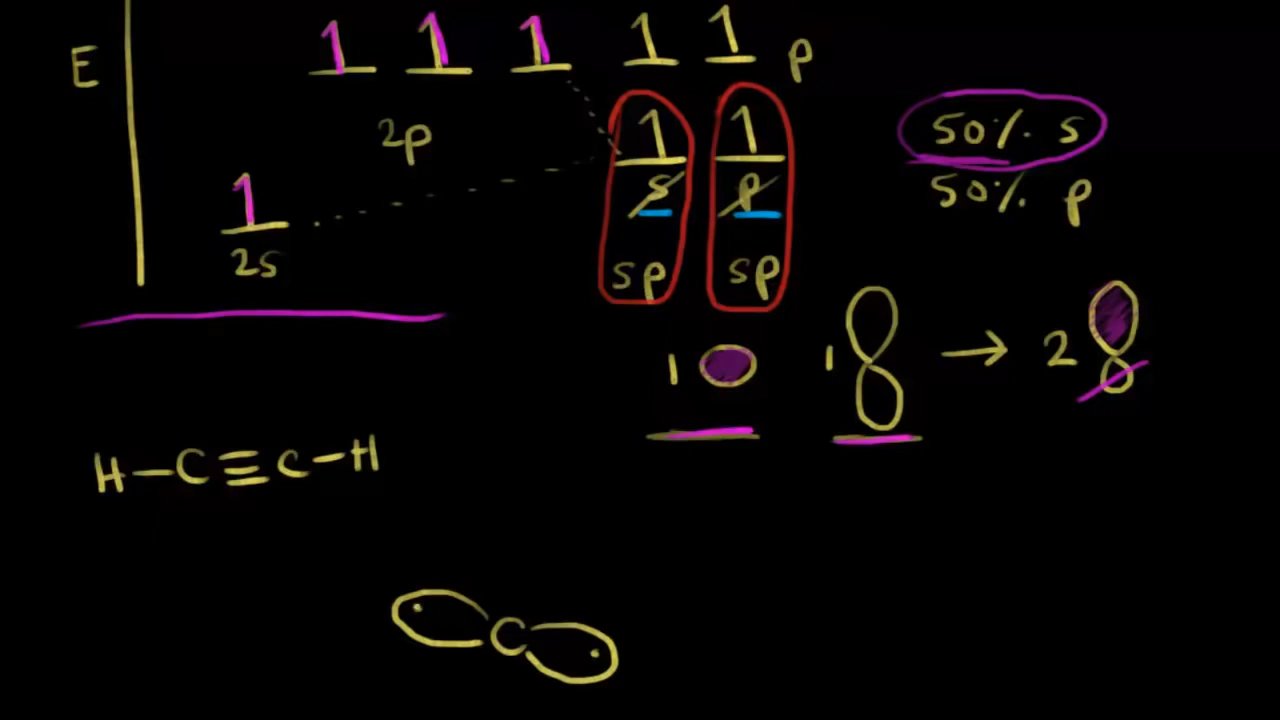 1 1 1 1 1 p
E
2p
1 1
50% s
s p
50% p
1
2s
sp sp
1 1 → 2
H-C≡C-H
C